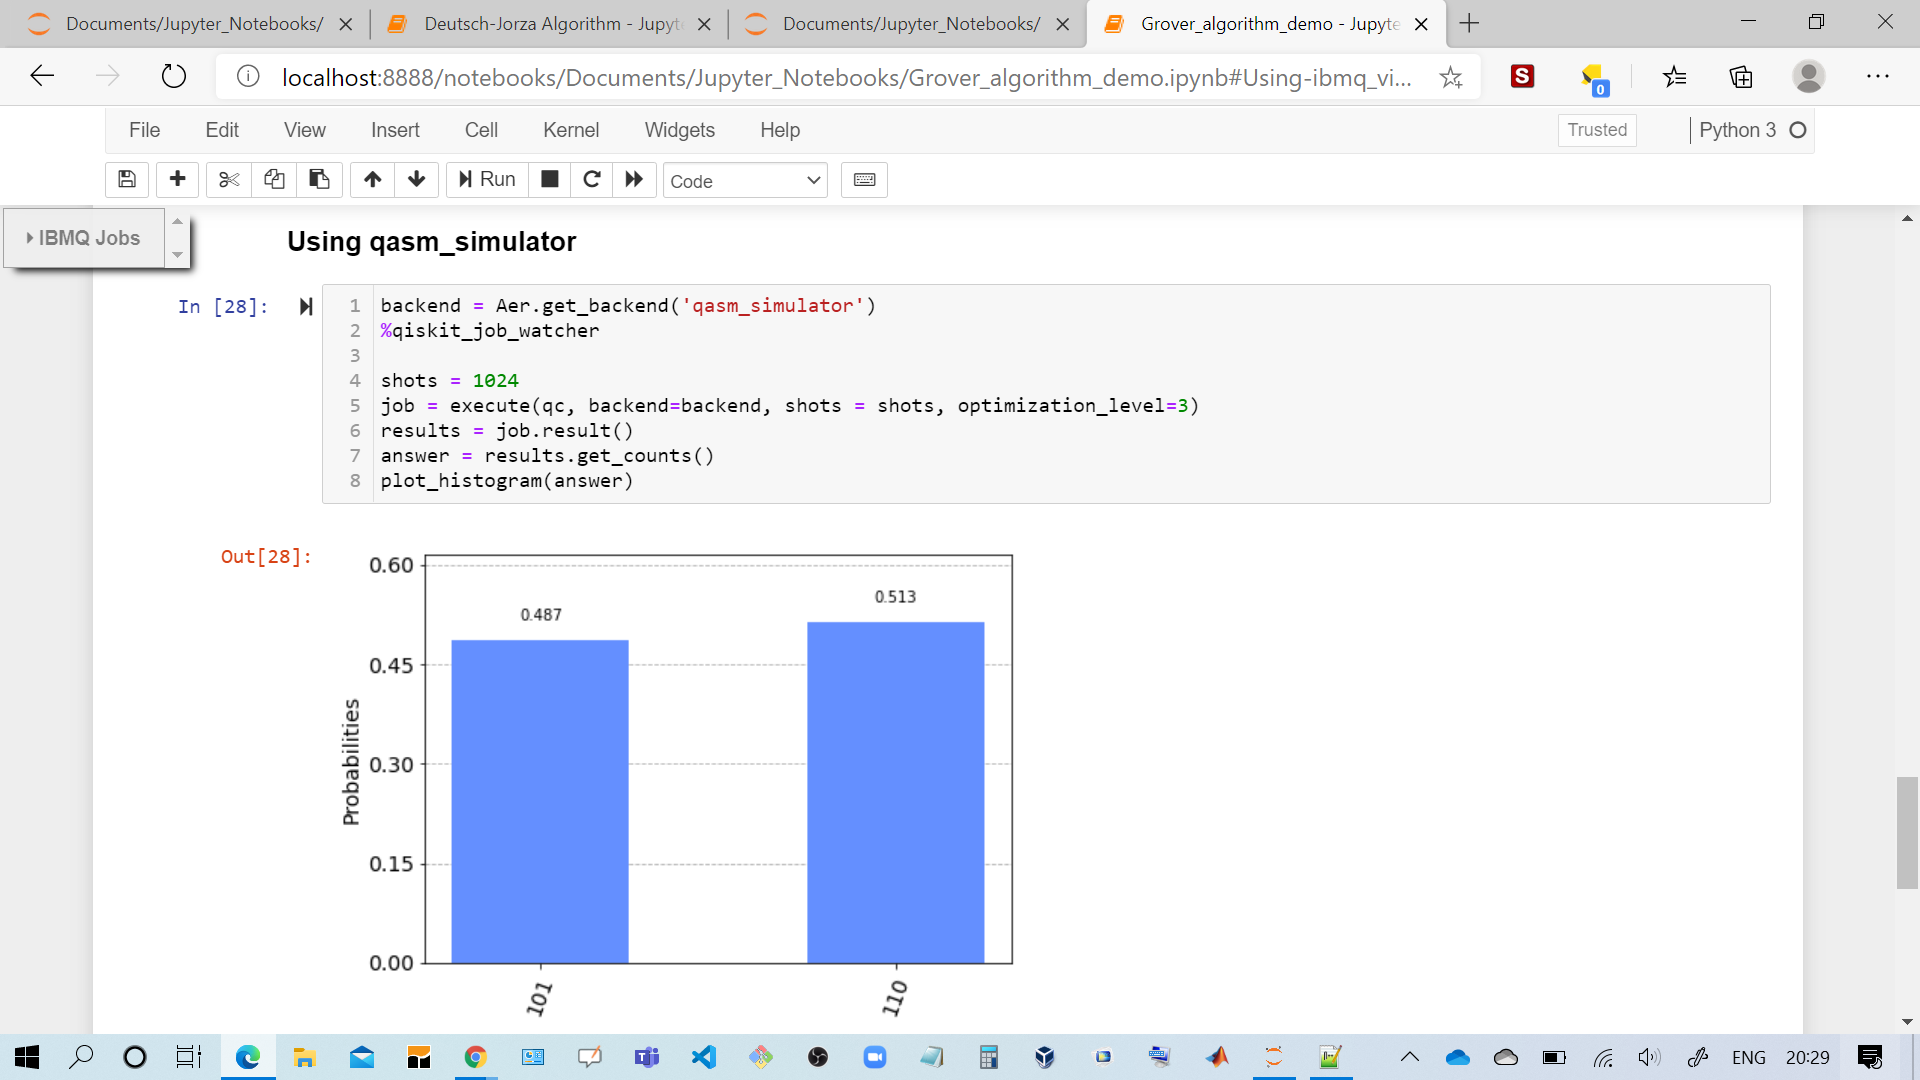 Documents/Jupyter_Notebooks/
Deutsch-Jorza Algorithm - Jupyt
Documents/Jupyter_Notebooks/
Grover_algorithm_demo - Jupyte
localhost:8888/notebooks/Documents/Jupyter_Notebooks/Grover_algorithm_demo.ipynb#Using-ibmq_vi...
S
0
File Edit View Insert Cell Kernel Widgets Help
Trusted
Python 3
Run
Code
IBMQ Jobs
Using qasm_simulator
In [28]:
1 backend = Aer.get_backend('qasm_simulator')
2 %qiskit_job_watcher
3
4 shots = 1024
5 job = execute(qc, backend=backend, shots = shots, optimization_level=3)
6 results = job.result()
7 answer = results.get_counts()
8 plot_histogram(answer)
Out[28]:
0.60
0.45
0.30
0.15
0.00
Probabilities
0.487
0.513
101
110
ENG
20:29